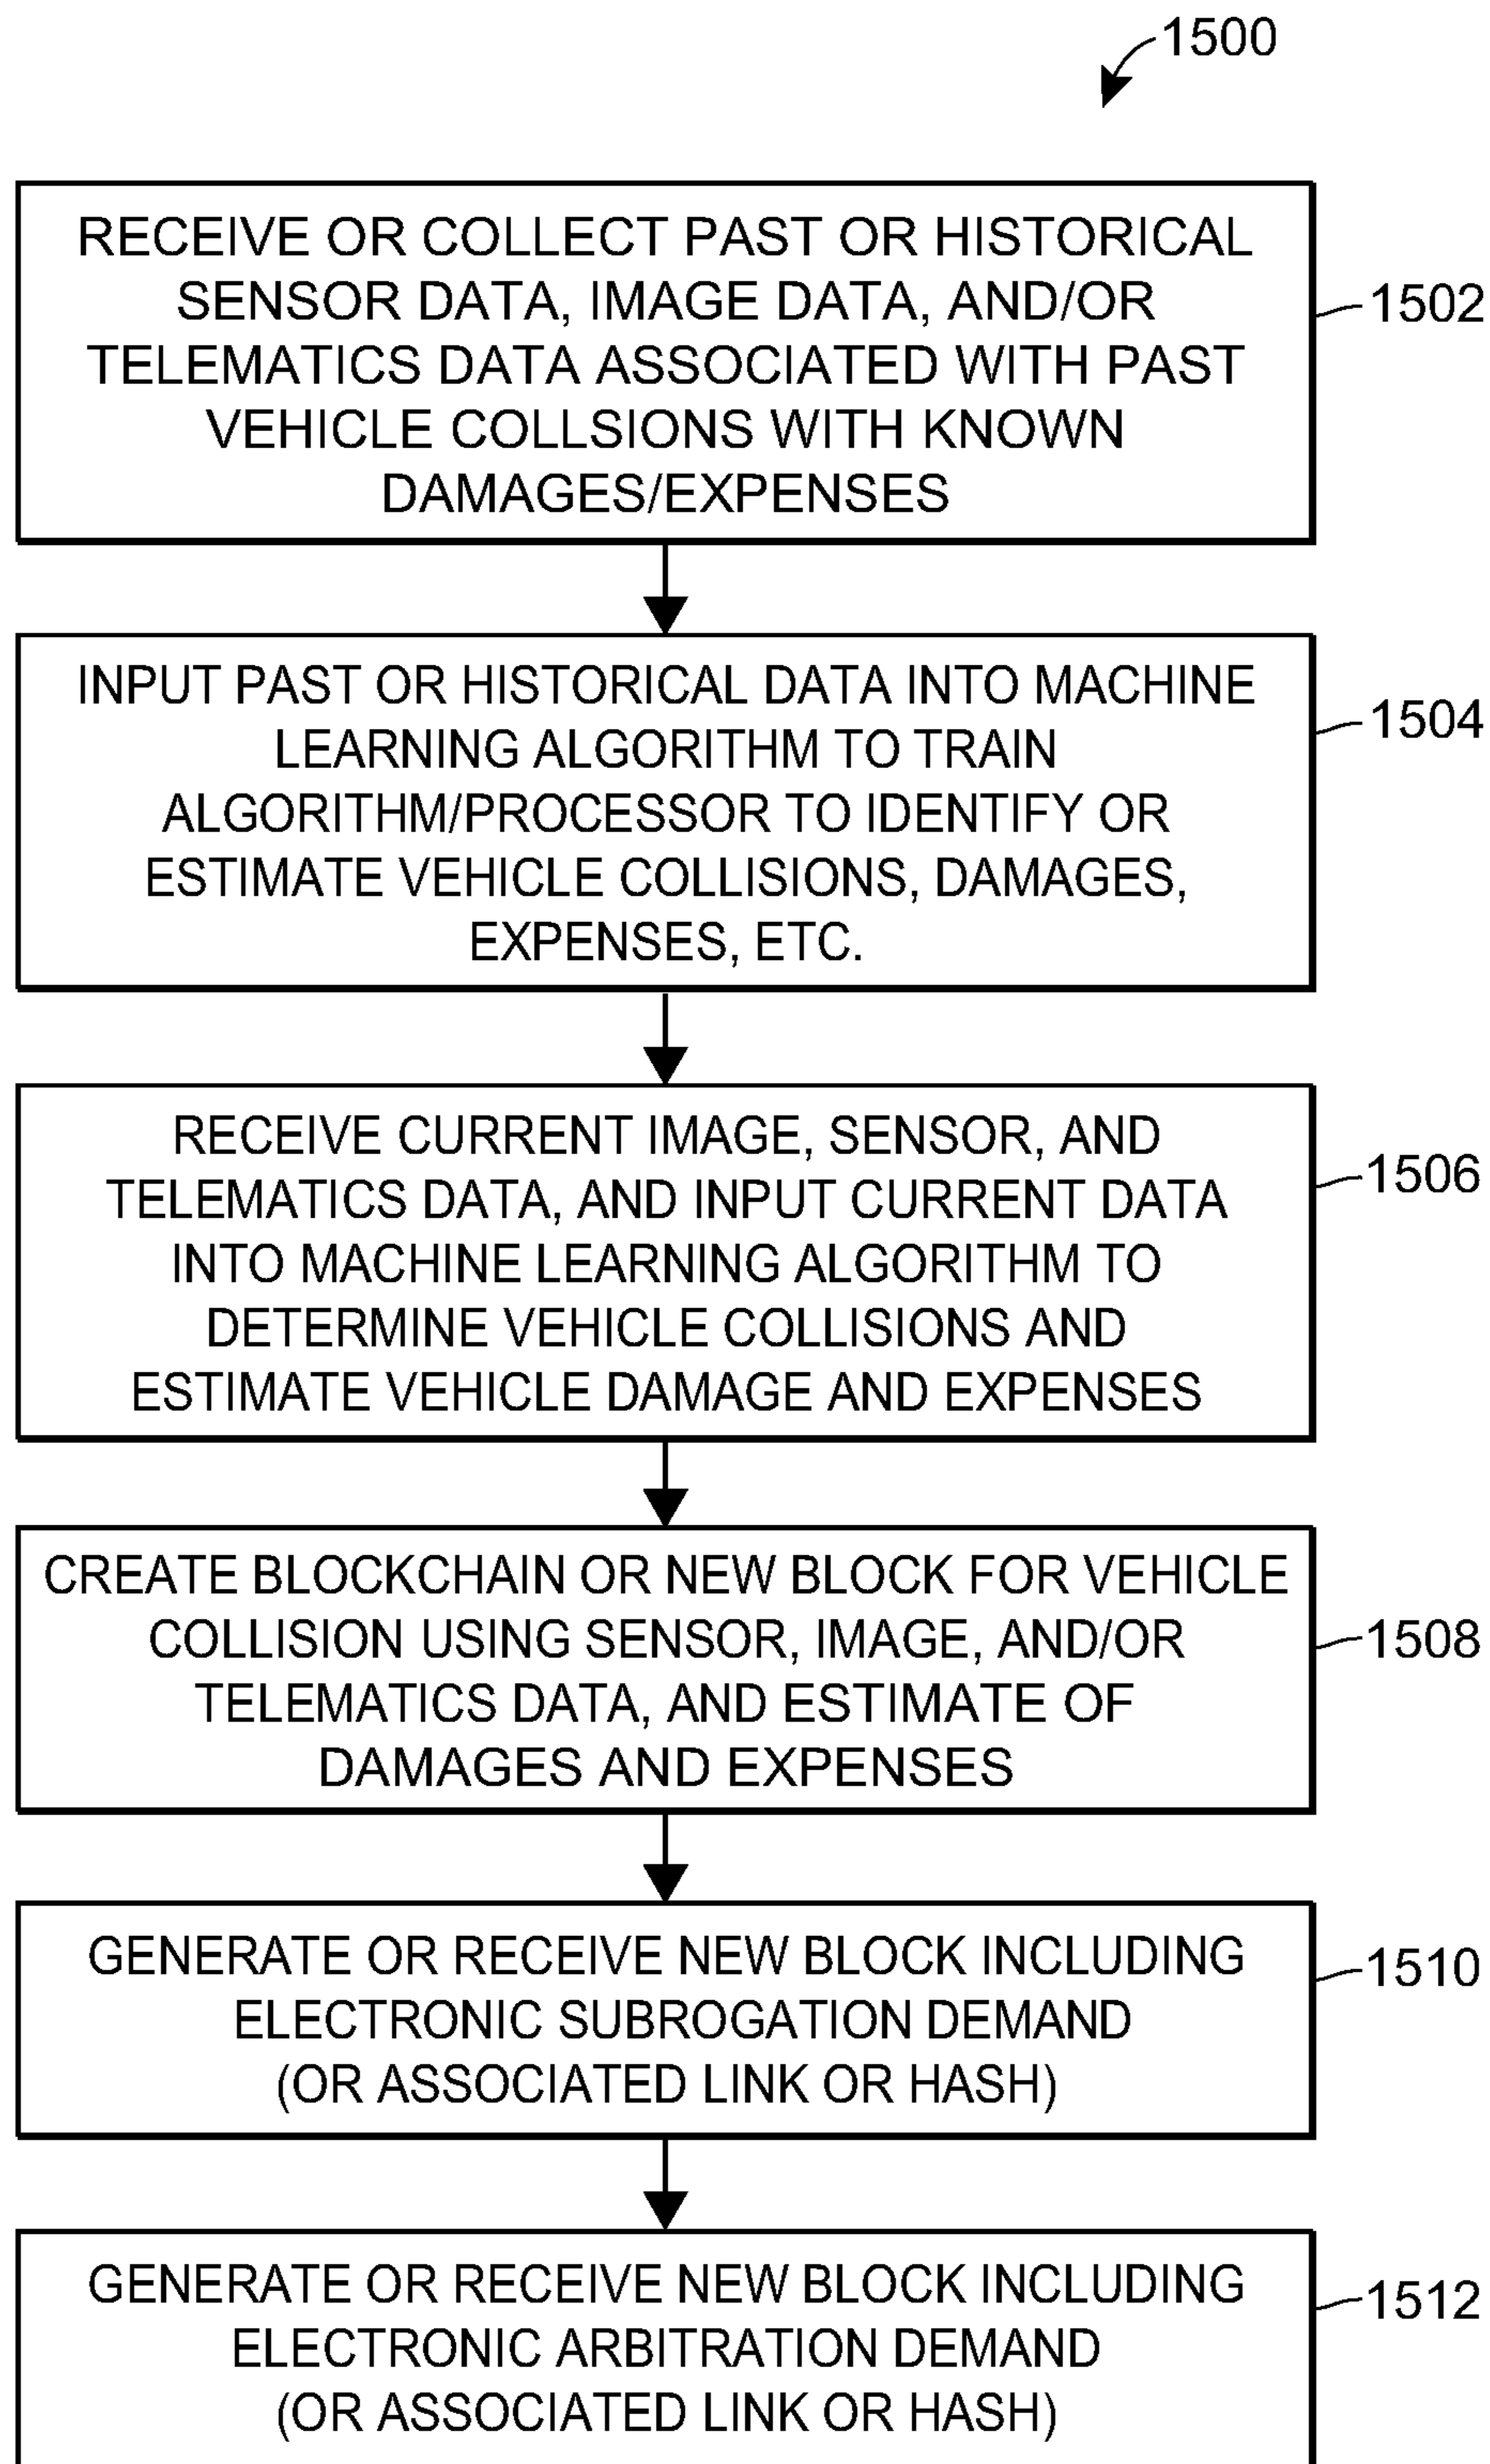 1500
RECEIVE OR COLLECT PAST OR HISTORICAL
SENSOR DATA, IMAGE DATA, AND/OR
TELEMATICS DATA ASSOCIATED WITH PAST
VEHICLE COLLSIONS WITH KNOWN
DAMAGES/EXPENSES
1502
INPUT PAST OR HISTORICAL DATA INTO MACHINE
LEARNING ALGORITHM TO TRAIN
ALGORITHM/PROCESSOR TO IDENTIFY OR
ESTIMATE VEHICLE COLLISIONS, DAMAGES,
EXPENSES, ETC.
1504
RECEIVE CURRENT IMAGE, SENSOR, AND
TELEMATICS DATA, AND INPUT CURRENT DATA
INTO MACHINE LEARNING ALGORITHM TO
DETERMINE VEHICLE COLLISIONS AND
ESTIMATE VEHICLE DAMAGE AND EXPENSES
1506
CREATE BLOCKCHAIN OR NEW BLOCK FOR VEHICLE
COLLISION USING SENSOR, IMAGE, AND/OR
TELEMATICS DATA, AND ESTIMATE OF
DAMAGES AND EXPENSES
1508
GENERATE OR RECEIVE NEW BLOCK INCLUDING
ELECTRONIC SUBROGATION DEMAND
(OR ASSOCIATED LINK OR HASH)
1510
GENERATE OR RECEIVE NEW BLOCK INCLUDING
ELECTRONIC ARBITRATION DEMAND
(OR ASSOCIATED LINK OR HASH)
1512